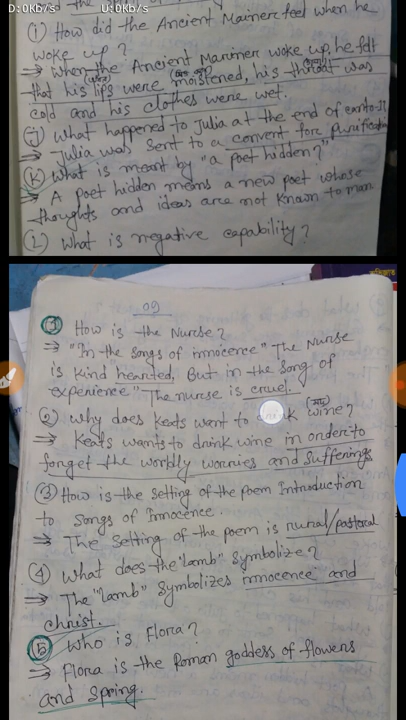 D:0Kb/s U:0Kb/s
① How did the Ancient Mariner feel when he
woke up?
⇒ When the Ancient Mariner woke up, he felt
that his lips were moistened, his throat was
cold and his clothes were wet.
ⓙ What happened to Julia at the end of canto-I?
⇒ Julia was sent to a convent for purification
ⓚ What is meant by "a poet hidden?"
⇒ A poet hidden means a new poet whose
thoughts and ideas are not known to man
ⓛ What is negative capability?
09
① How is the Nurse?
⇒ "In the songs of innocence" The Nurse
is kind hearted, But in the song of
experience" The nurse is cruel.
② Why does Keats want to k wine?
⇒ Keats wants to drink wine in order to
forget the worldly worries and sufferings
③ How is the setting of the poem Introduction
to Songs of Innocence.
⇒ The setting of the poem is rural/pastoral
④ What does the "lamb" symbolize?
⇒ The "lamb" symbolizes innocence and
christ.
⑤ Who is Flora?
⇒ Flora is the Roman goddess of flowers
and spring.